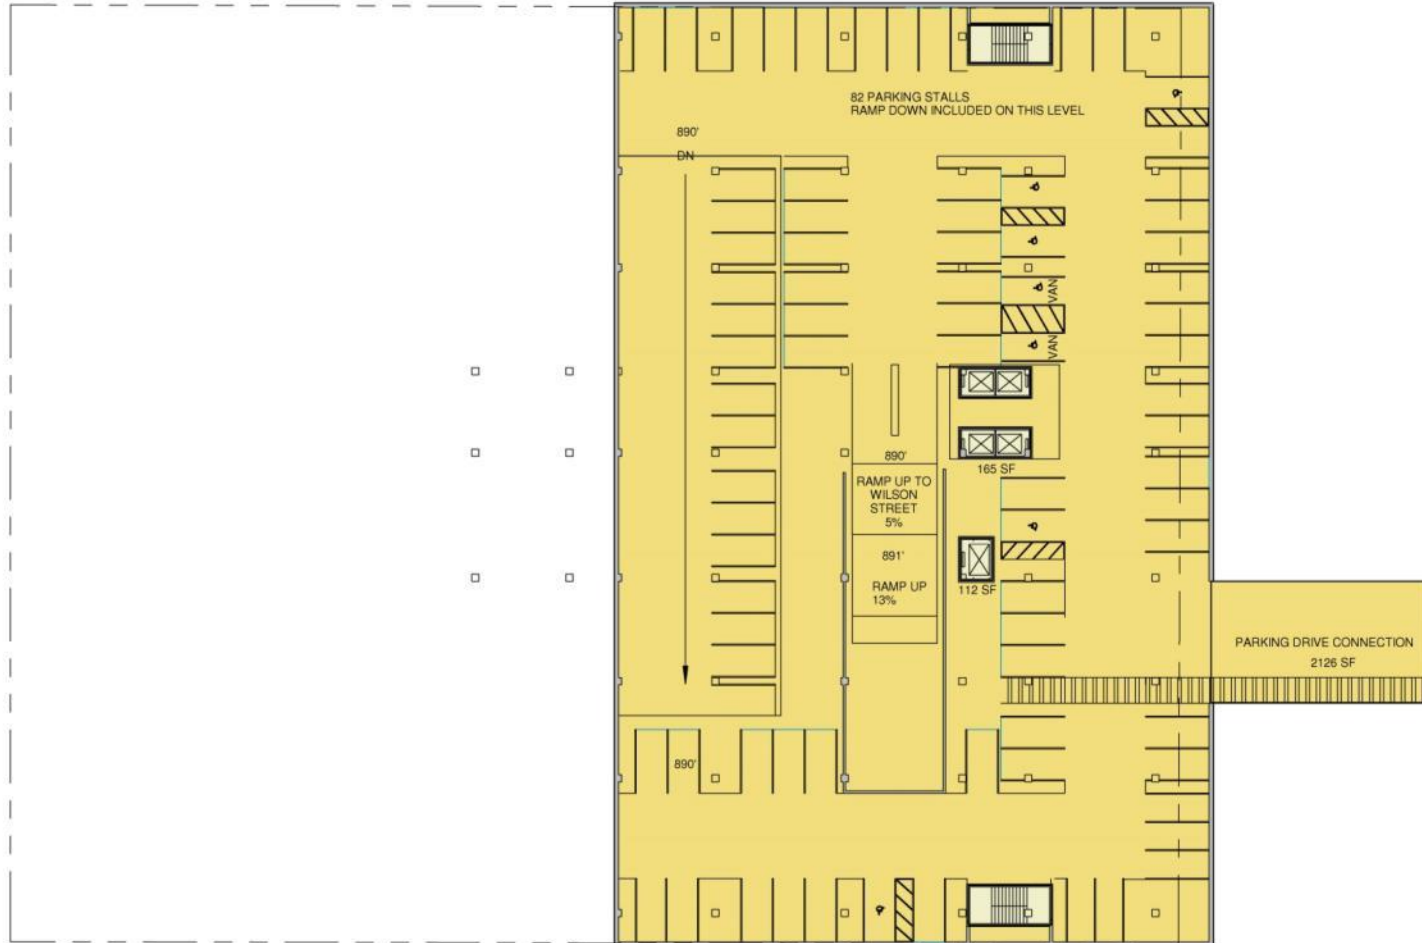 82 PARKING STALLS
RAMP DOWN INCLUDED ON THIS LEVEL
890'
DN
VAN
VAN
890'
165 SF
RAMP UP TO
WILSON
STREET
5%
891'
RAMP UP
13%
112 SF
PARKING DRIVE CONNECTION
2126 SF
890'